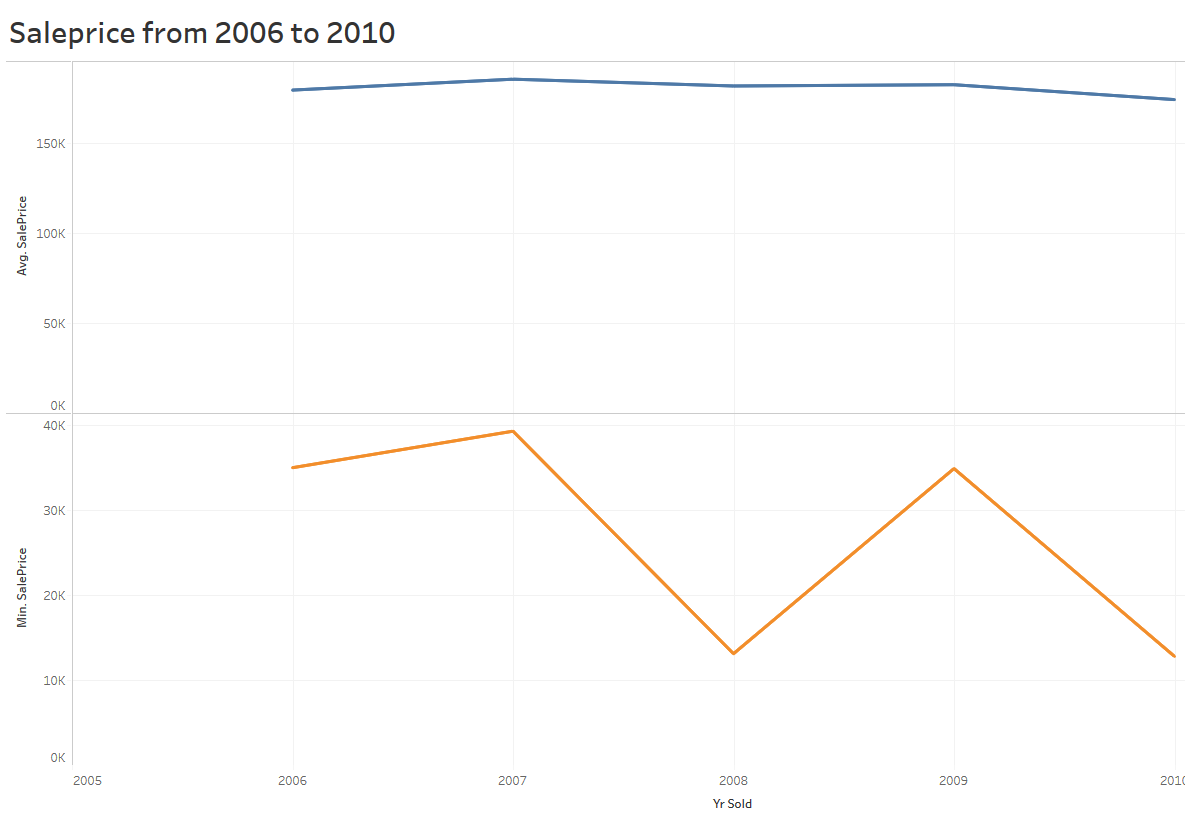 Saleprice from 2006 to 2010
150K
Avg. SalePrice
100K
50K
0K
40K
30K
Min. SalePrice
20K
10K
0K
2005 2006 2007 2008 2009 2010
Yr Sold